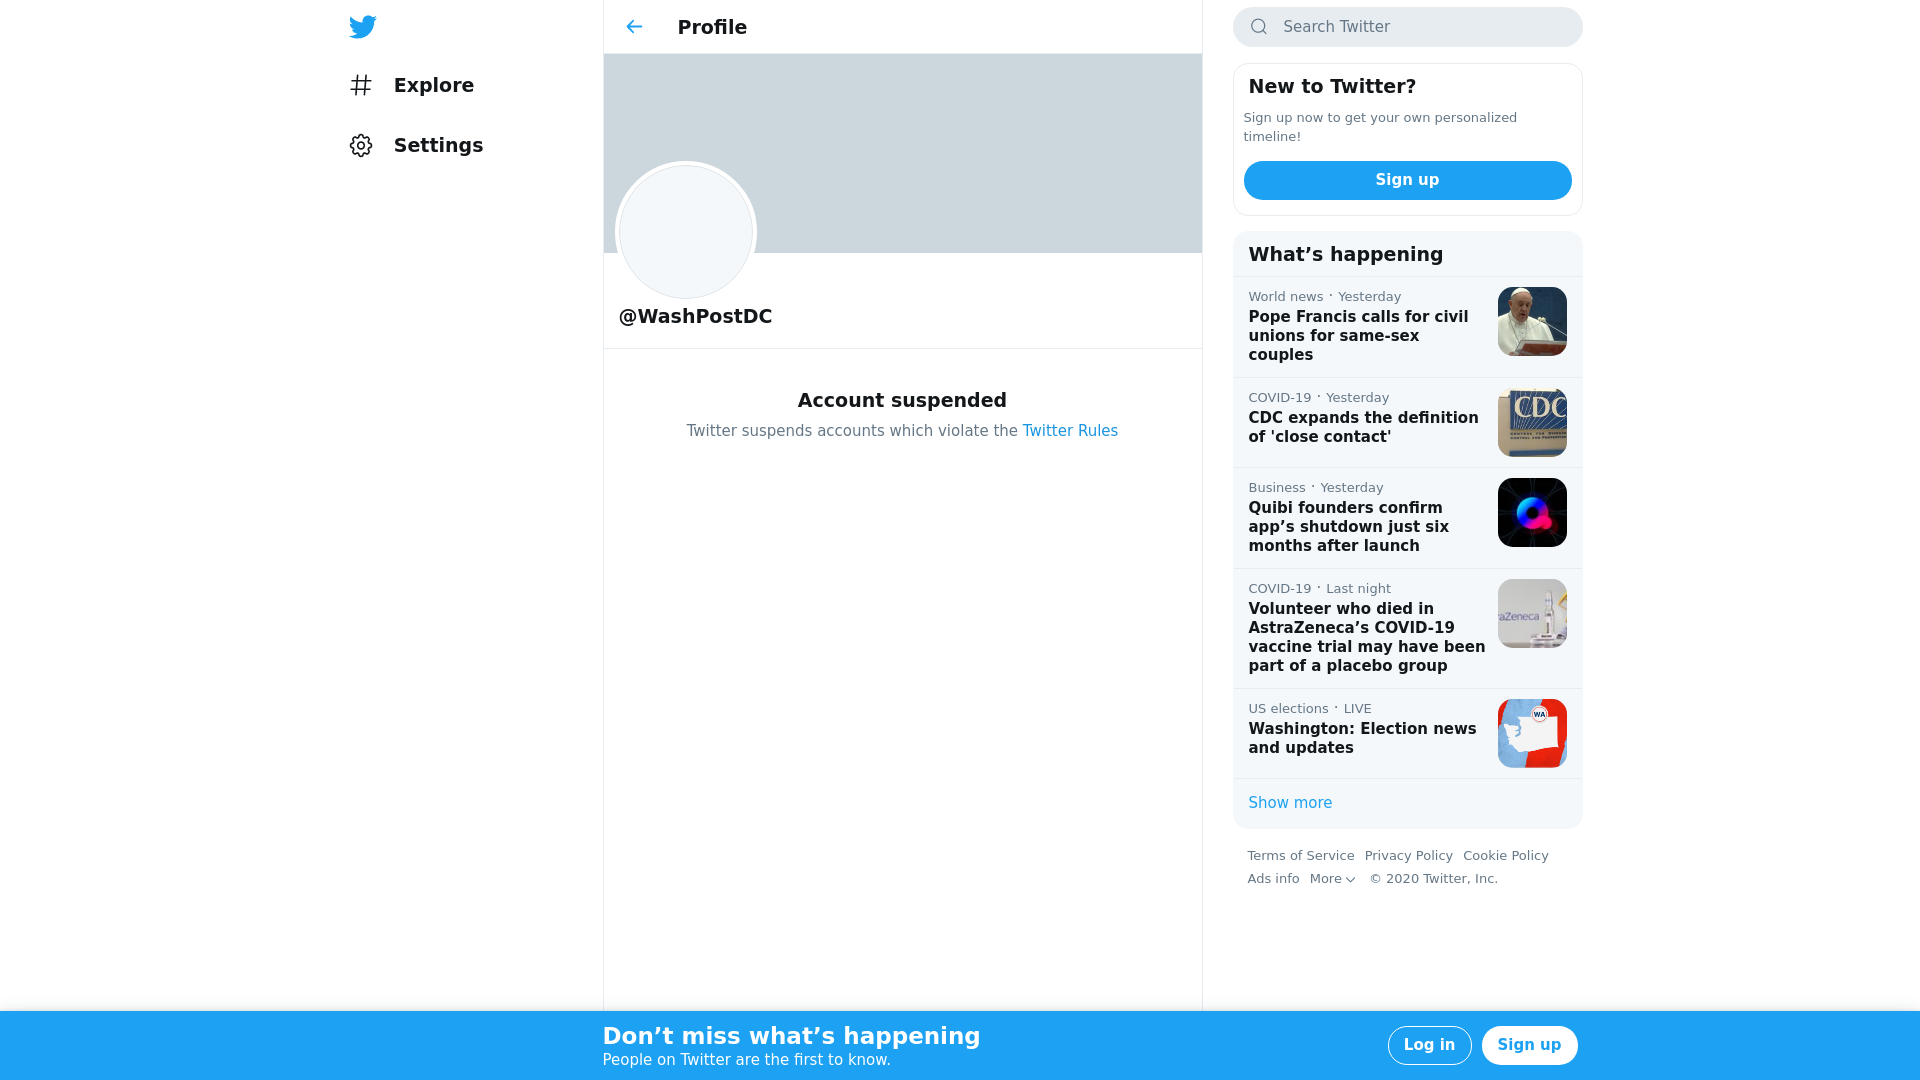 Explore
Settings
Profile
@WashPostDC
Account suspended
Twitter suspends accounts which violate the Twitter Rules
Search Twitter
New to Twitter?
Sign up now to get your own personalized
timeline!
Sign up
What’s happening
World news · Yesterday
Pope Francis calls for civil
unions for same-sex
couples
COVID-19 · Yesterday
CDC expands the definition
of 'close contact'
CDC
Business · Yesterday
Quibi founders confirm
app’s shutdown just six
months after launch
COVID-19 · Last night
Volunteer who died in
AstraZeneca’s COVID-19
vaccine trial may have been
part of a placebo group
aZeneca
US elections · LIVE
Washington: Election news
and updates
WA
Show more
Terms of Service Privacy Policy Cookie Policy
Ads info More © 2020 Twitter, Inc.
Don’t miss what’s happening
People on Twitter are the first to know.
Log in
Sign up